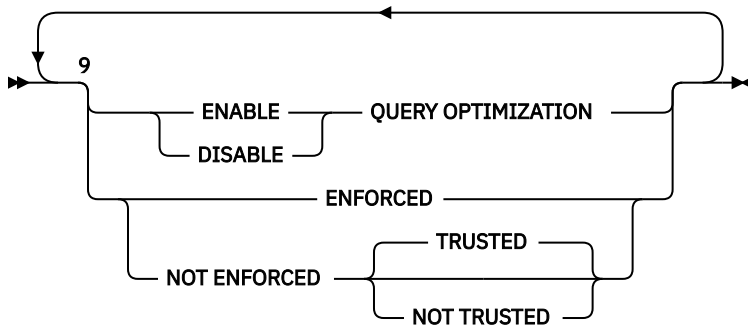 9
ENABLE QUERY OPTIMIZATION
DISABLE
ENFORCED
TRUSTED
NOT ENFORCED
NOT TRUSTED